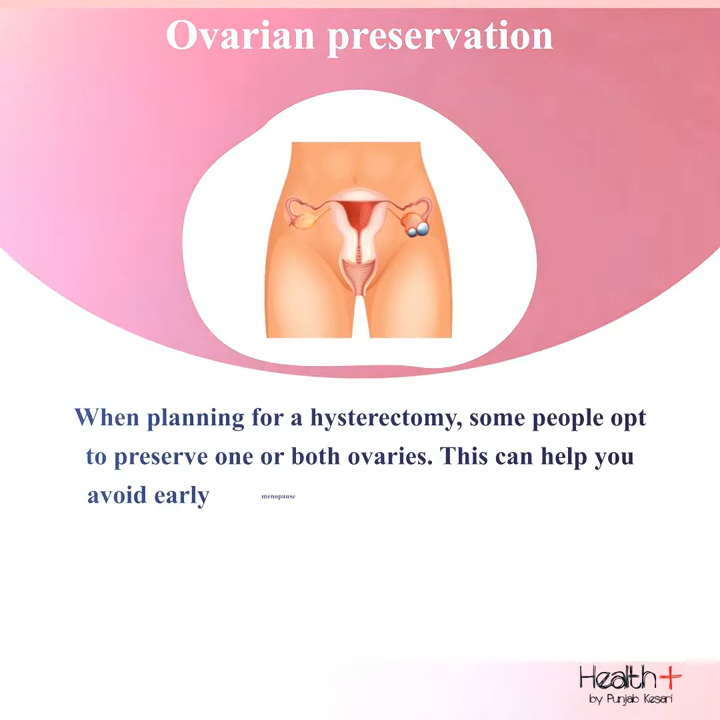 Ovarian preservation
When planning for a hysterectomy, some people opt
to preserve one or both ovaries. This can help you
avoid early menopause
Health+
by Punjab Kesari